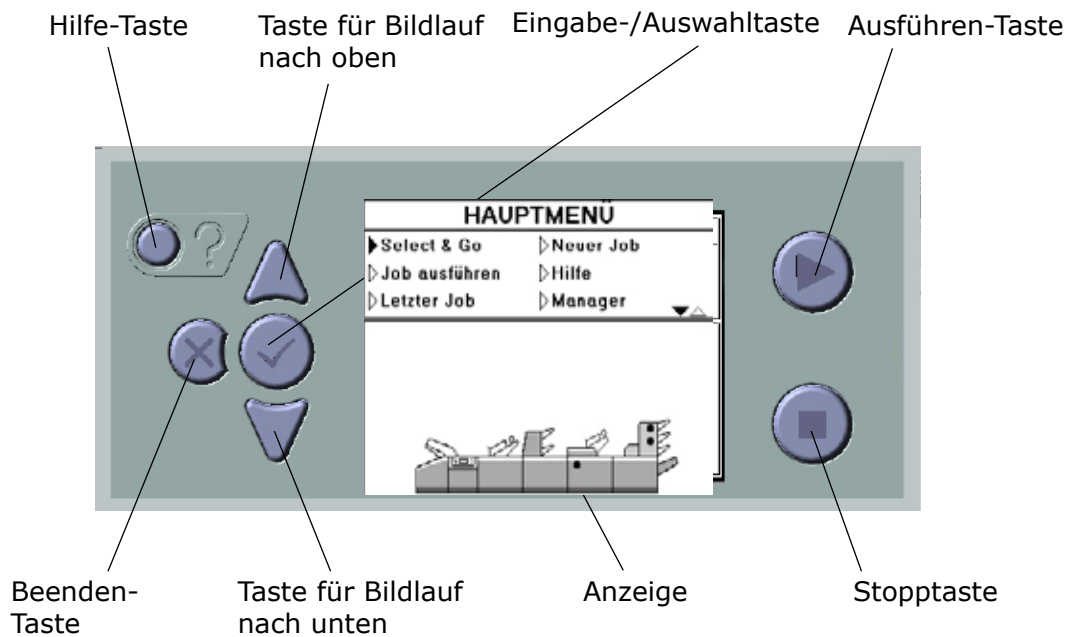 Hilfe-Taste
Taste für Bildlauf
nach oben
Eingabe-/Auswahltaste
Ausführen-Taste
?
HAUPTMENÜ
Select & Go
Neuer Job
Job ausführen
Hilfe
Letzter Job
Manager
Beenden-
Taste
Taste für Bildlauf
nach unten
Anzeige
Stopptaste